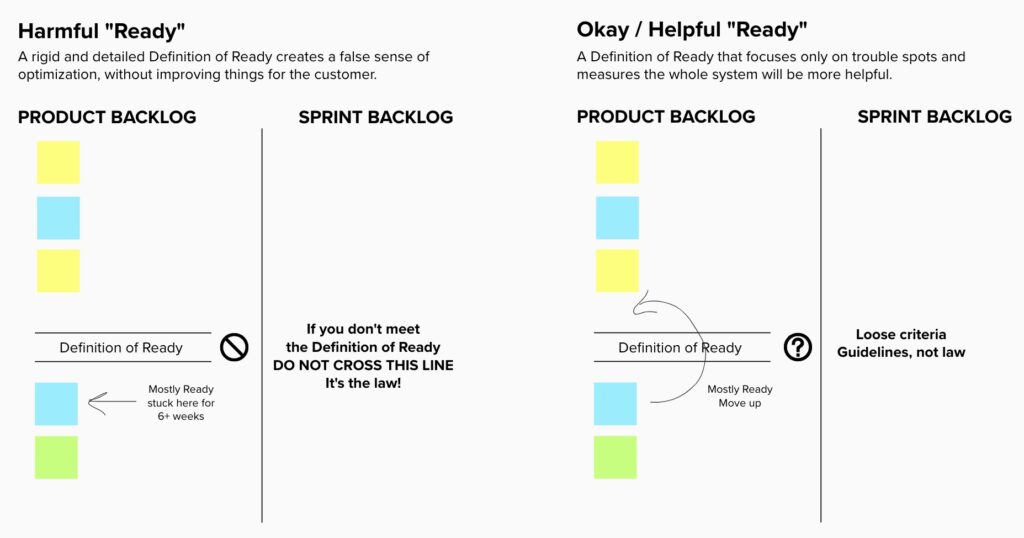 Harmful "Ready"
A rigid and detailed Definition of Ready creates a false sense of
optimization, without improving things for the customer.
PRODUCT BACKLOG
SPRINT BACKLOG
Definition of Ready
If you don't meet
the Definition of Ready
DO NOT CROSS THIS LINE
It's the law!
Mostly Ready
stuck here for
6+ weeks
Okay / Helpful "Ready"
A Definition of Ready that focuses only on trouble spots and
measures the whole system will be more helpful.
PRODUCT BACKLOG
SPRINT BACKLOG
Definition of Ready
?
Loose criteria
Guidelines, not law
Mostly Ready
Move up